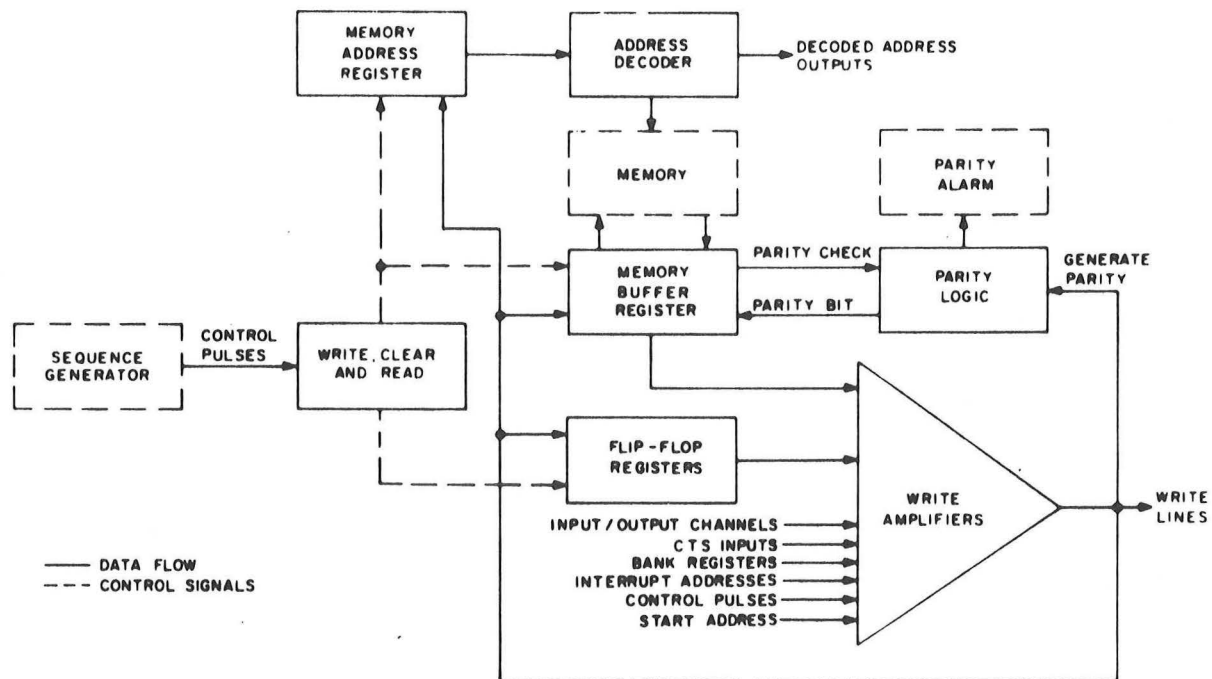 MEMORY
ADDRESS
REGISTER
ADDRESS
DECODER
DECODED ADDRESS
OUTPUTS
MEMORY
PARITY
ALARM
MEMORY
BUFFER
REGISTER
PARITY CHECK
PARITY BIT
PARITY
LOGIC
GENERATE
PARITY
SEQUENCE
GENERATOR
CONTROL
PULSES
WRITE, CLEAR
AND READ
FLIP-FLOP
REGISTERS
WRITE
AMPLIFIERS
WRITE
LINES
INPUT/OUTPUT CHANNELS
CTS INPUTS
BANK REGISTERS
INTERRUPT ADDRESSES
CONTROL PULSES
START ADDRESS
DATA FLOW
CONTROL SIGNALS